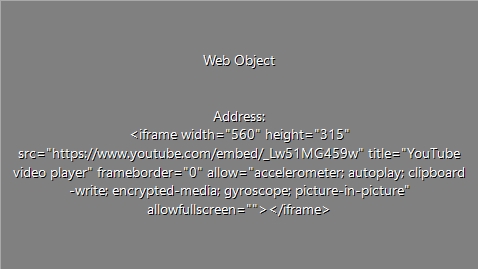 Web Object
Address:
<iframe width="560" height="315"
src="https://www.youtube.com/embed/_Lw51MG459w" title="YouTube
video player" frameborder="0" allow="accelerometer; autoplay; clipboard
-write; encrypted-media; gyroscope; picture-in-picture"
allowfullscreen=""></iframe>